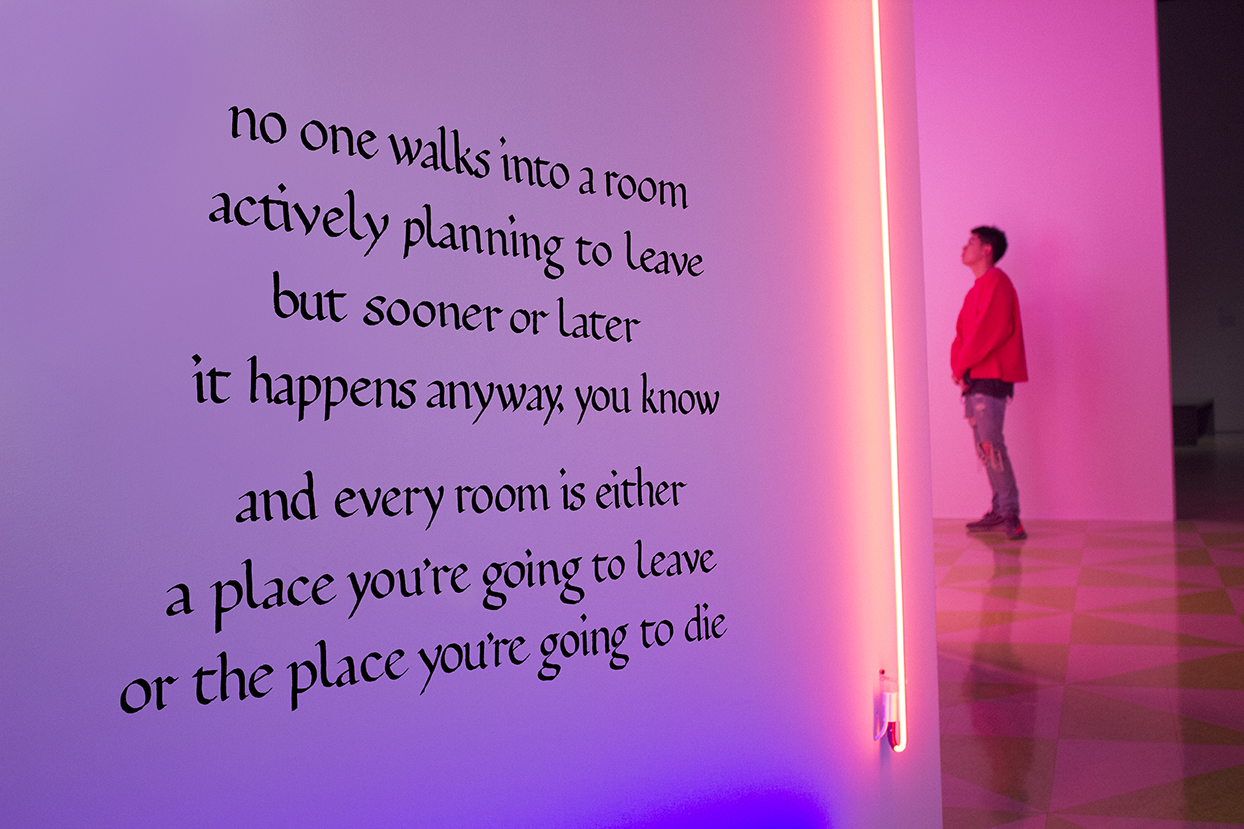 no one walks into a room
actively planning to leave
but sooner or later
it happens anyway, you know
and every room is either
a place you're going to leave
or the place you're going to die